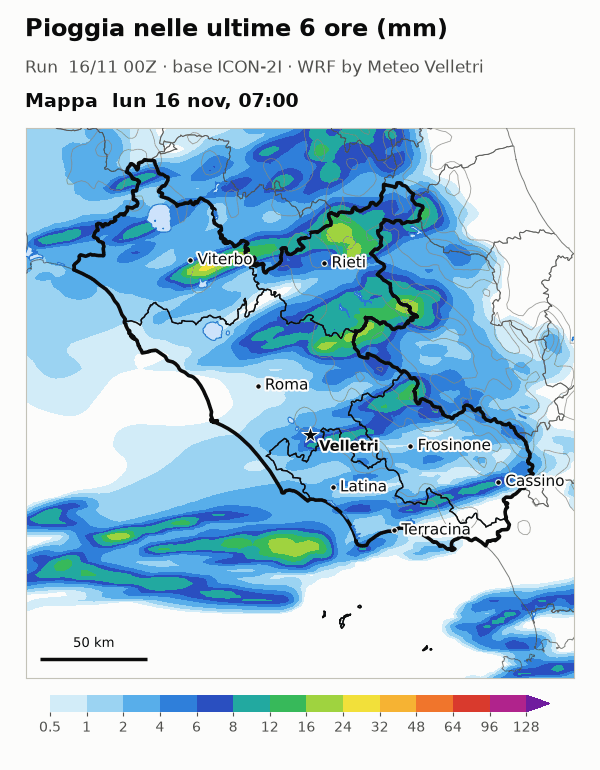 Pioggia nelle ultime 6 ore (mm)
Run  16/11 00Z · base ICON-2I · WRF by Meteo Velletri
Mappa  lun 16 nov, 07:00
Viterbo
Rieti
Roma
Velletri
Frosinone
Latina
Cassino
Terracina
50 km
0.5 1 2 4 6 8 12 16 24 32 48 64 96 128